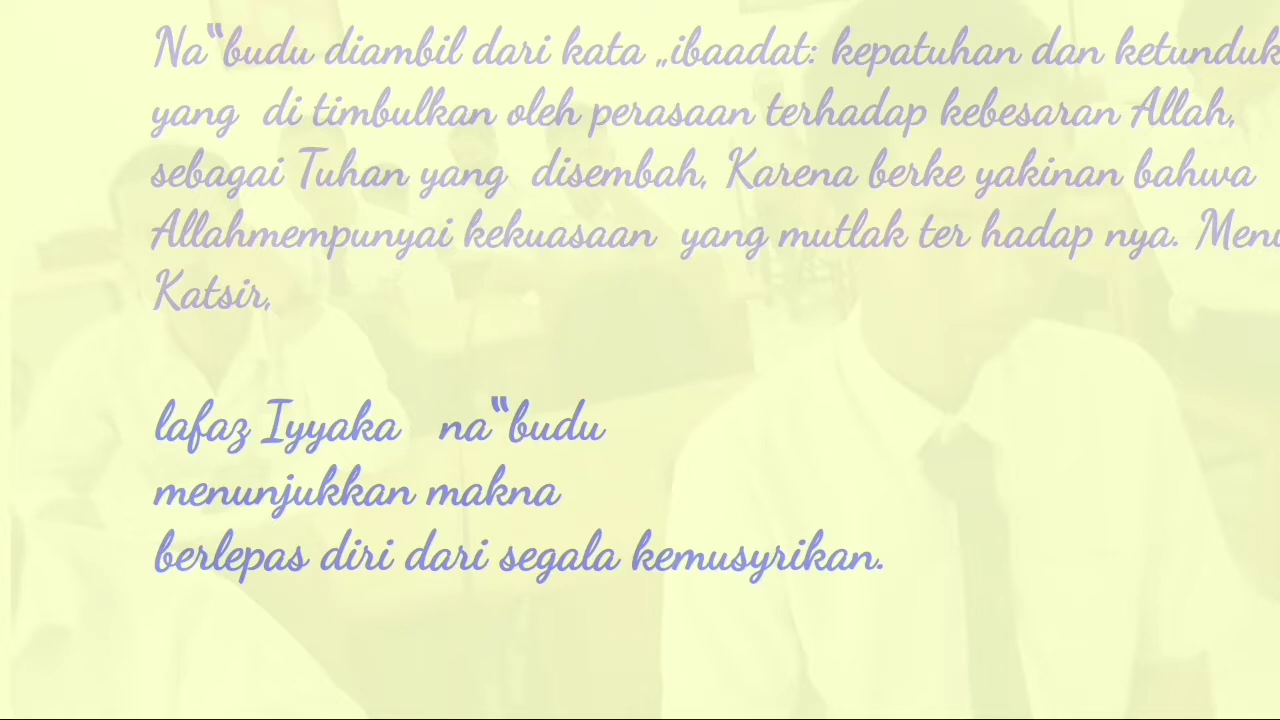 Na“budu diambil dari kata „ibaadat: kepatuhan dan ketunduk
yang di timbulkan oleh perasaan terhadap kebesaran Allah,
sebagai Tuhan yang disembah, Karena berke yakinan bahwa
Allahmempunyai kekuasaan yang mutlak ter hadap nya. Menu
Katsir,
lafaz Iyyaka na“budu
menunjukkan makna
berlepas diri dari segala kemusyrikan.